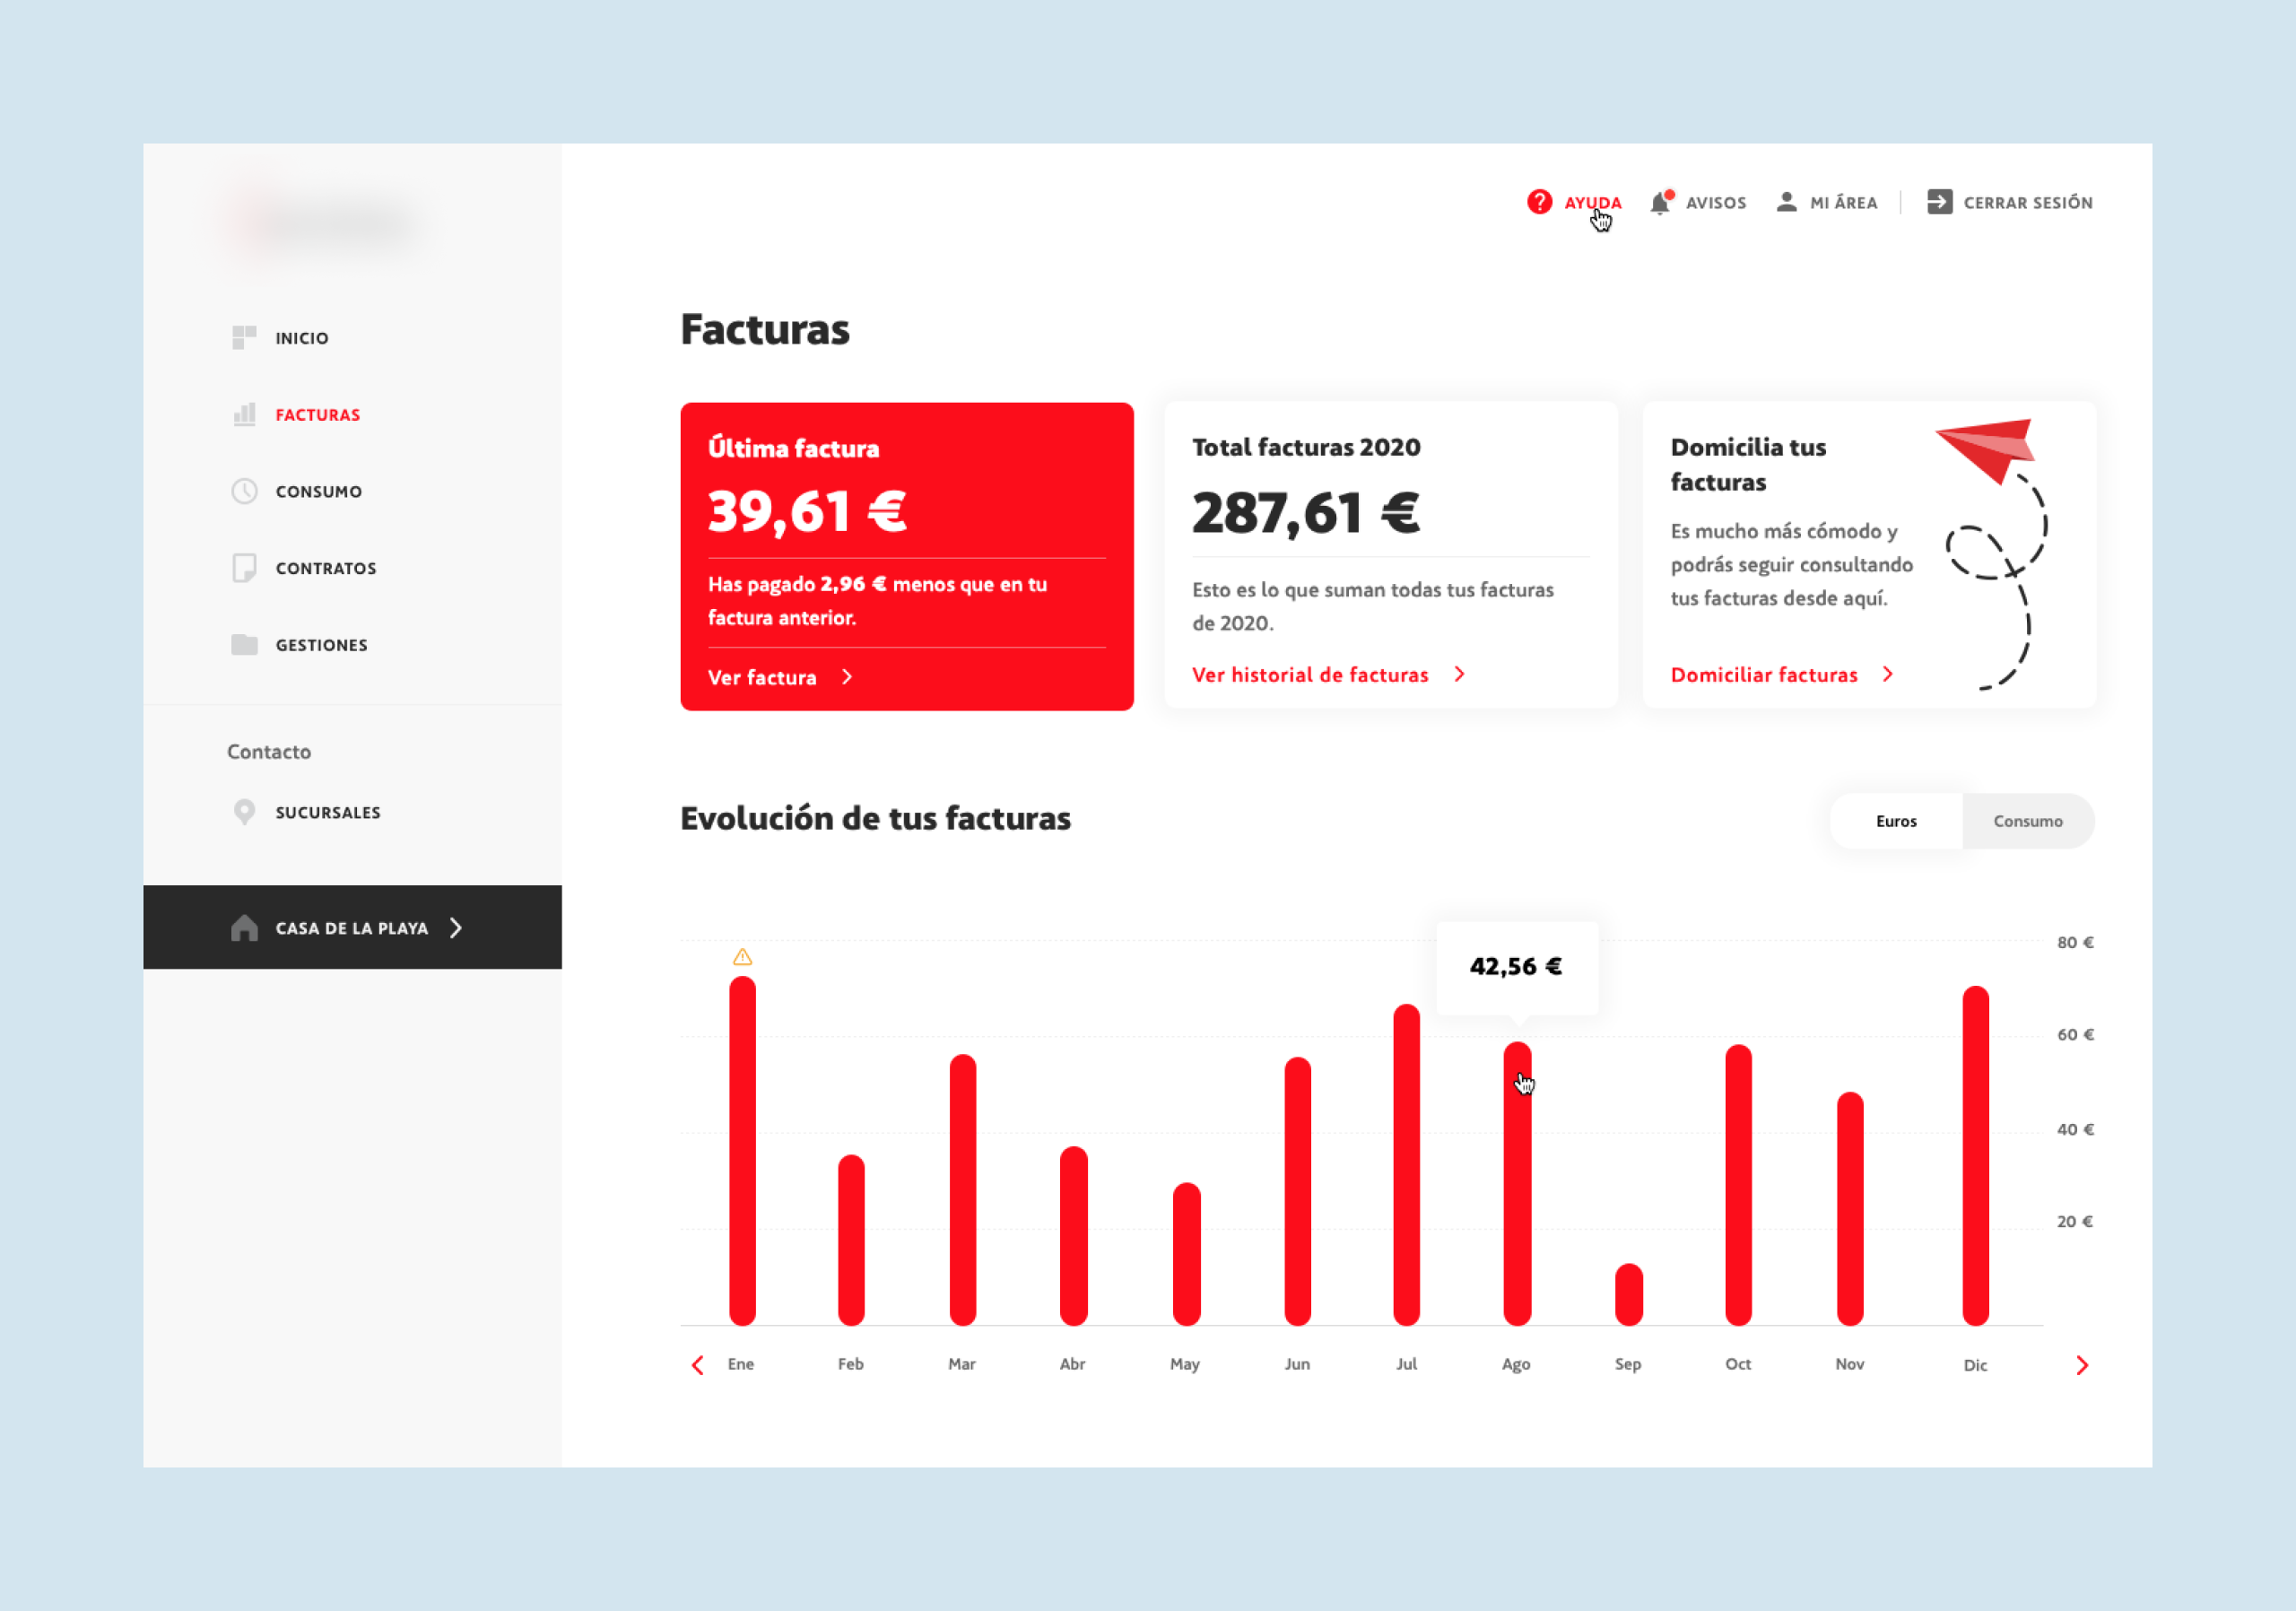 AYUDA
AVISOS
MI ÁREA
CERRAR SESIÓN
INICIO
FACTURAS
CONSUMO
CONTRATOS
GESTIONES
Contacto
SUCURSALES
CASA DE LA PLAYA
Facturas
Última factura
39,61 €
Has pagado 2,96 € menos que en tu
factura anterior.
Ver factura
Total facturas 2020
287,61 €
Esto es lo que suman todas tus facturas
de 2020.
Ver historial de facturas
Domicilia tus
facturas
Es mucho más cómodo y
podrás seguir consultando
tus facturas desde aquí.
Domiciliar facturas
Evolución de tus facturas
Euros
Consumo
42,56 €
80 €
60 €
40 €
20 €
Ene
Feb
Mar
Abr
May
Jun
Jul
Ago
Sep
Oct
Nov
Dic